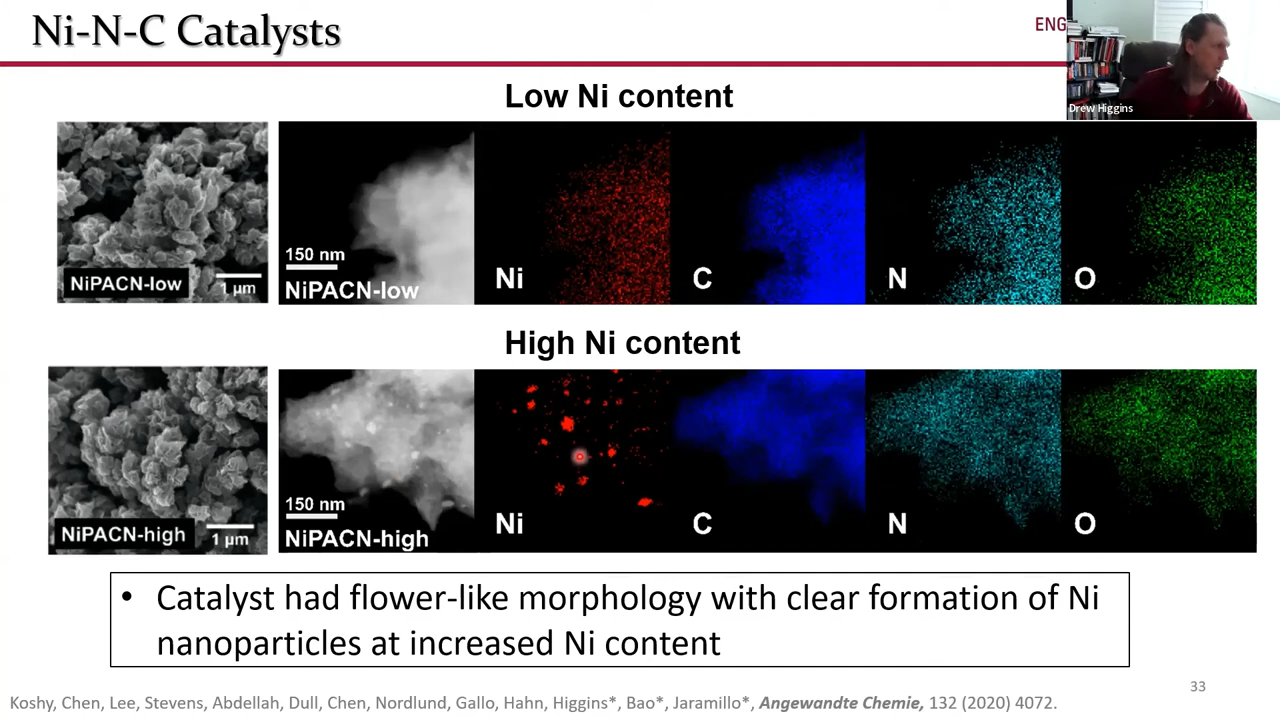 Ni-N-C Catalysts
ENG
Drew Higgins
Low Ni content
NiPACN-low
1 µm
150 nm
NiPACN-low
Ni
C
N
O
High Ni content
NiPACN-high
1 µm
150 nm
NiPACN-high
Ni
C
N
O
• Catalyst had flower-like morphology with clear formation of Ni
nanoparticles at increased Ni content
33
Koshy, Chen, Lee, Stevens, Abdellah, Dull, Chen, Nordlund, Gallo, Hahn, Higgins*, Bao*, Jaramillo*, Angewandte Chemie, 132 (2020) 4072.